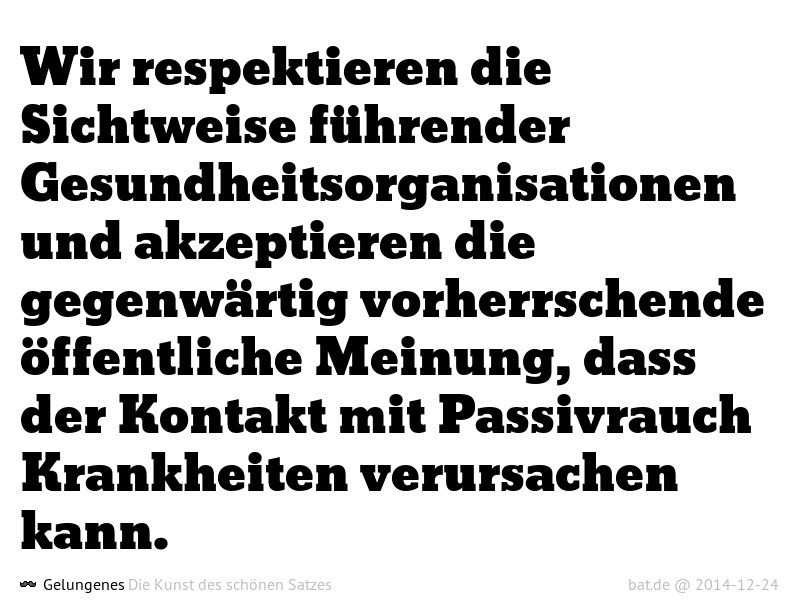 Wir respektieren die
Sichtweise führender
Gesundheitsorganisationen
und akzeptieren die
gegenwärtig vorherrschende
öffentliche Meinung, dass
der Kontakt mit Passivrauch
Krankheiten verursachen
kann.
Gelungenes Die Kunst des schönen Satzes bat.de @ 2014-12-24